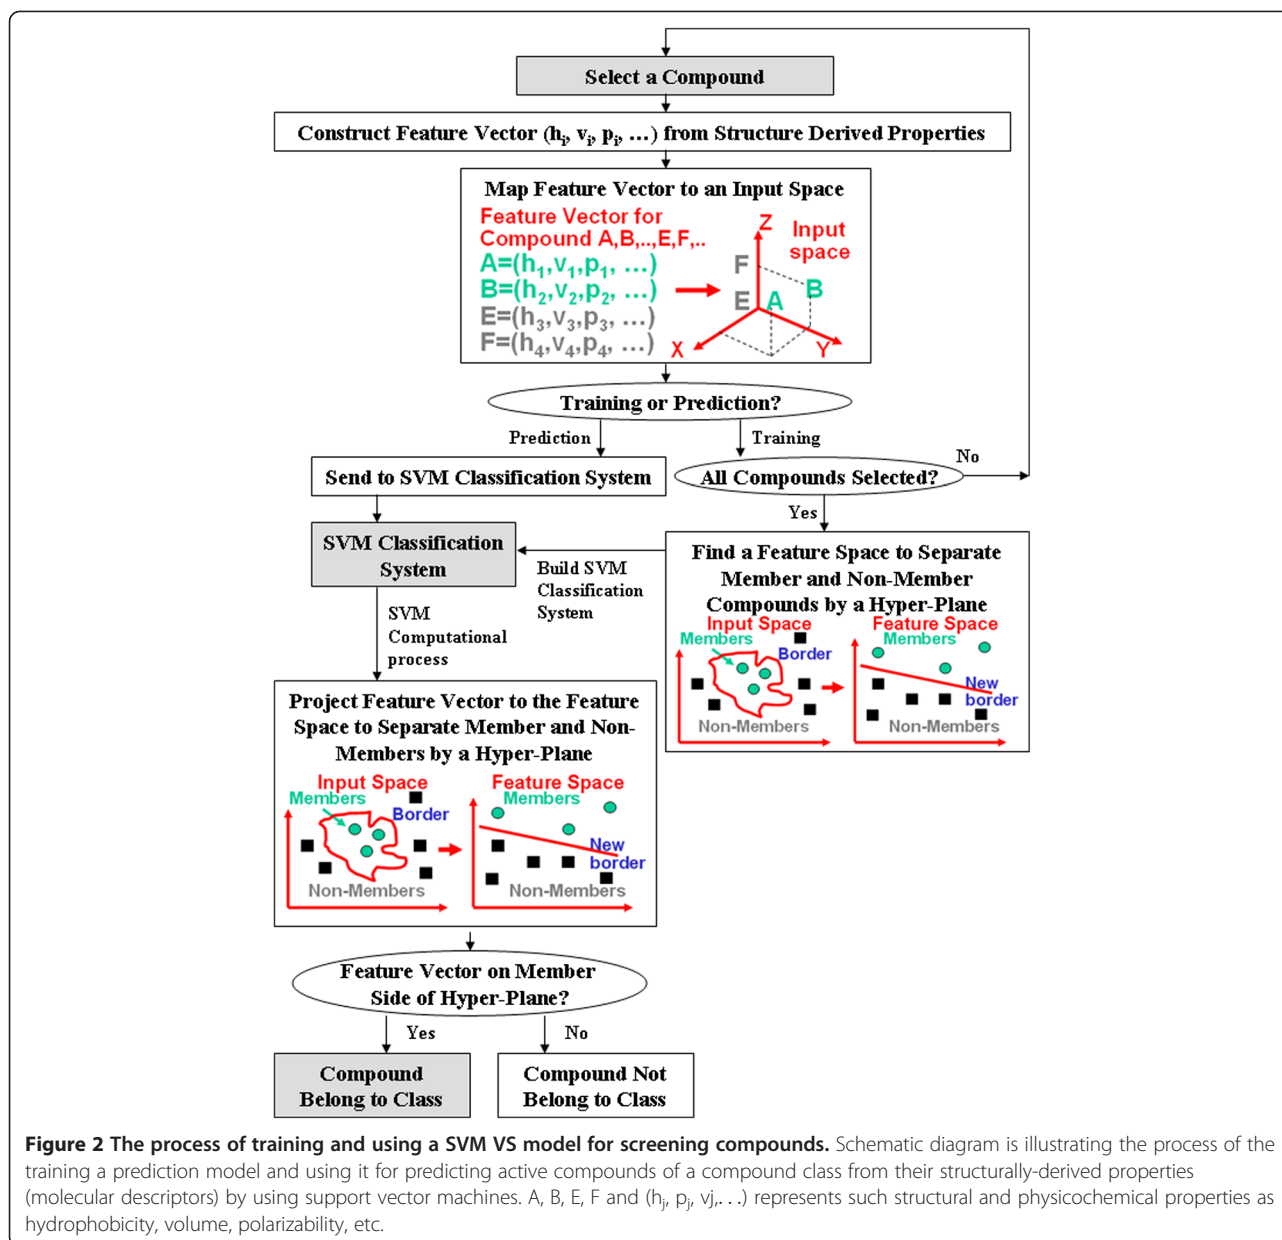 Select a Compound
Construct Feature Vector (hi, vi, pi, …) from Structure Derived Properties
Map Feature Vector to an Input Space
Feature Vector for
Compound A,B,..,E,F,..
A=(h1,v1,p1, …)
B=(h2,v2,p2, …)
E=(h3,v3,p3, …)
F=(h4,v4,p4, …)
Z
Input
space
F
B
E
A
X
Y
Training or Prediction?
Prediction
Training
Send to SVM Classification System
All Compounds Selected?
No
Yes
SVM Classification
System
Build SVM
Classification
System
Find a Feature Space to Separate
Member and Non-Member
Compounds by a Hyper-Plane
Input Space
Members
Border
Non-Members
Feature Space
Members
New
border
Non-Members
SVM
Computational
process
Project Feature Vector to the Feature
Space to Separate Member and Non-
Members by a Hyper-Plane
Input Space
Members
Border
Non-Members
Feature Space
Members
New
border
Non-Members
Feature Vector on Member
Side of Hyper-Plane?
Yes
No
Compound
Belong to Class
Compound Not
Belong to Class
Figure 2 The process of training and using a SVM VS model for screening compounds. Schematic diagram is illustrating the process of the
training a prediction model and using it for predicting active compounds of a compound class from their structurally-derived properties
(molecular descriptors) by using support vector machines. A, B, E, F and (hj, pj, vj,. . .) represents such structural and physicochemical properties as
hydrophobicity, volume, polarizability, etc.